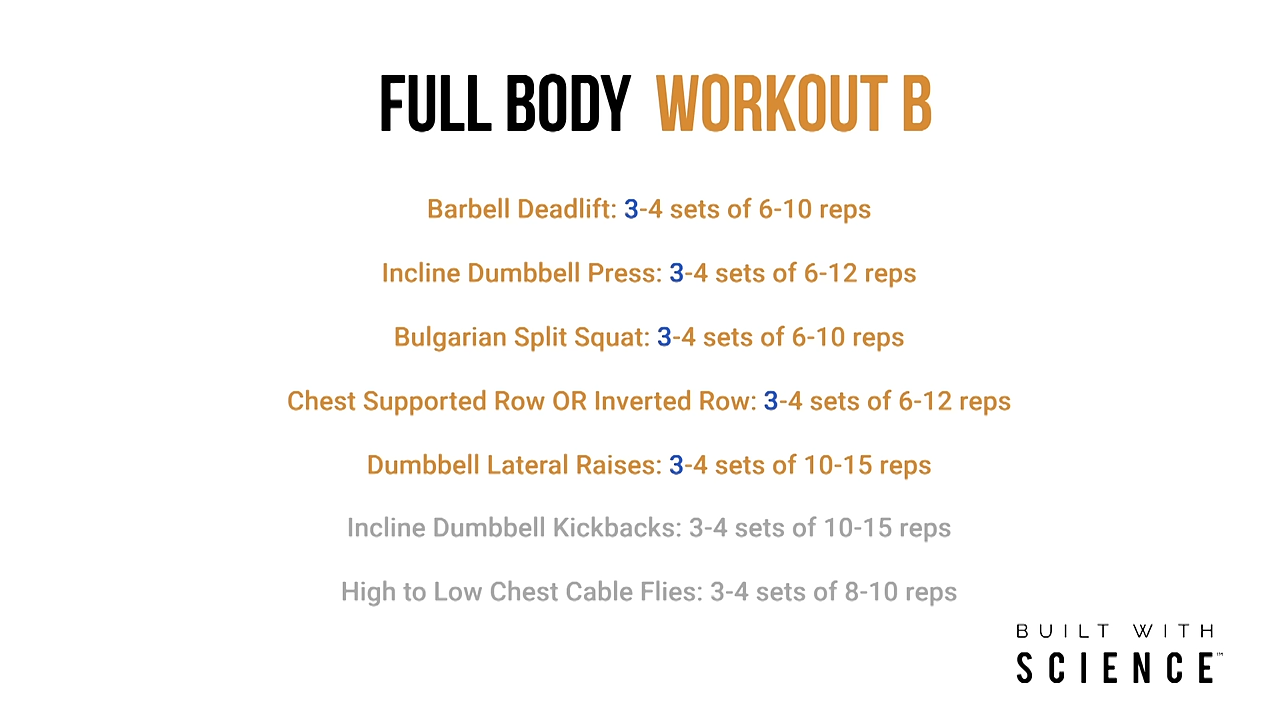 FULL BODY WORKOUT B
Barbell Deadlift: 3-4 sets of 6-10 reps
Incline Dumbbell Press: 3-4 sets of 6-12 reps
Bulgarian Split Squat: 3-4 sets of 6-10 reps
Chest Supported Row OR Inverted Row: 3-4 sets of 6-12 reps
Dumbbell Lateral Raises: 3-4 sets of 10-15 reps
Incline Dumbbell Kickbacks: 3-4 sets of 10-15 reps
High to Low Chest Cable Flies: 3-4 sets of 8-10 reps
BUILT WITH
SCIENCE™